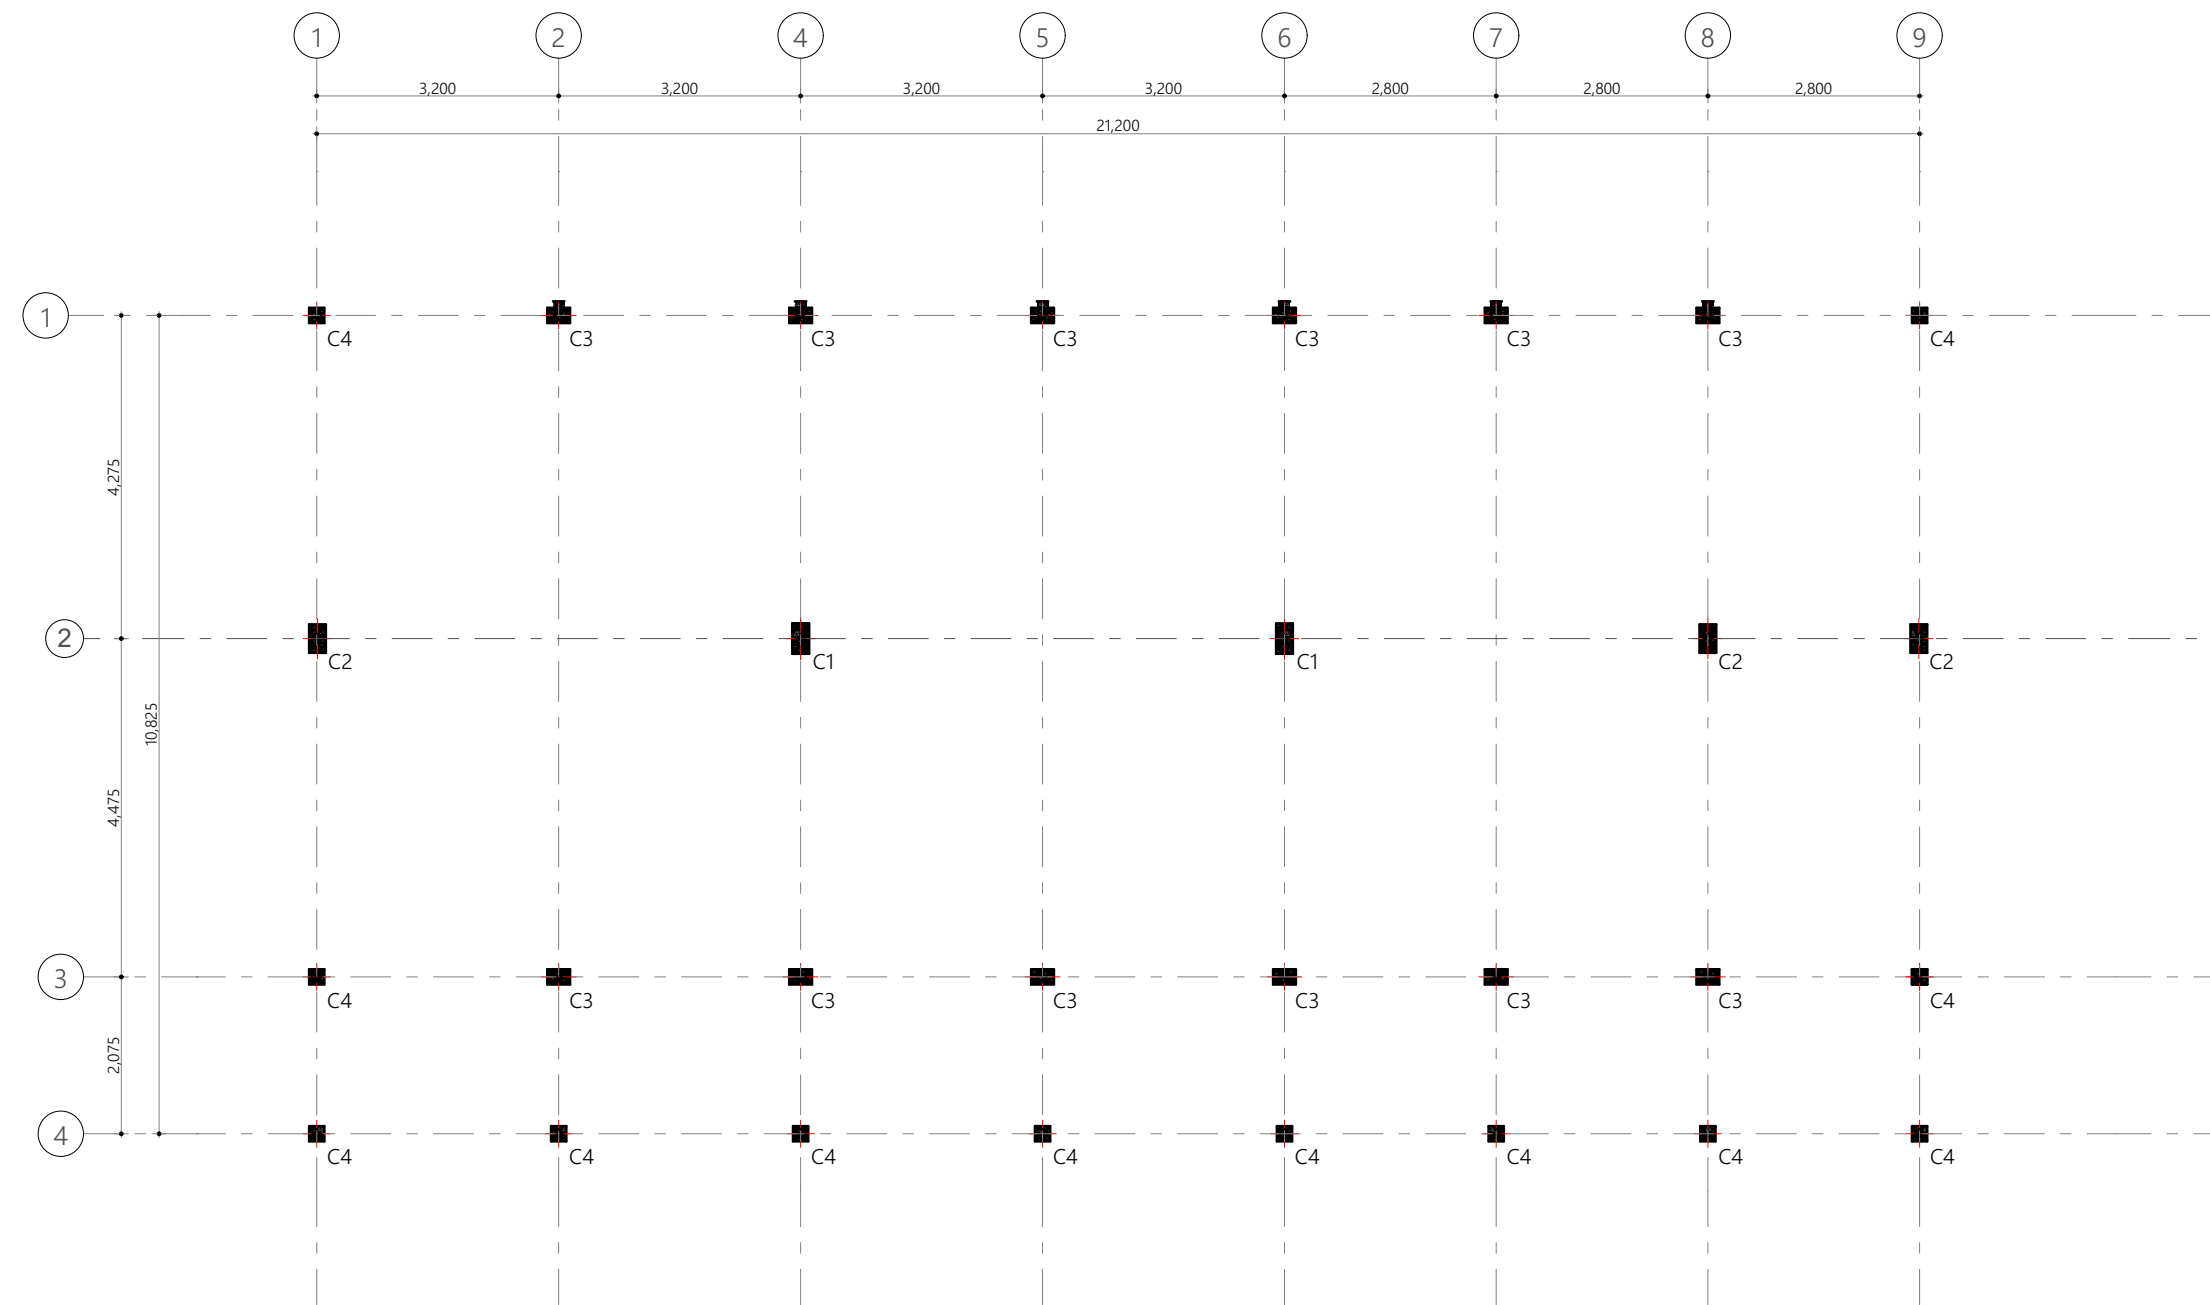 1 2 4 5 6 7 8 9
3,200 3,200 3,200 3,200 2,800 2,800 2,800
21,200
1
C4 C3 C3 C3 C3 C3 C3 C4
4,275
2
C2 C1 C1 C2 C2
10,825
4,475
3
C4 C3 C3 C3 C3 C3 C3 C4
2,075
4
C4 C4 C4 C4 C4 C4 C4 C4